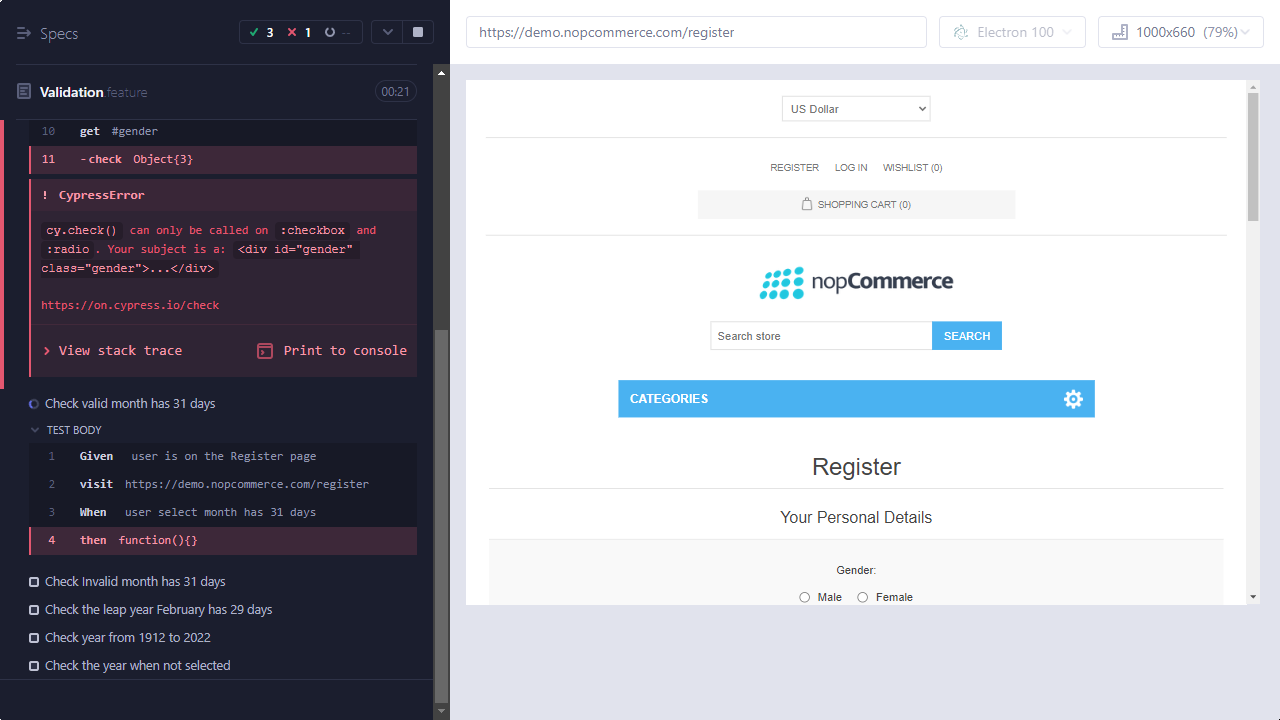 Specs
3 1 --
Validation.feature 00:21
10 get #gender
11 -check Object{3}
! CypressError
cy.check() can only be called on :checkbox and
:radio. Your subject is a: <div id="gender"
class="gender">...</div>
https://on.cypress.io/check
View stack trace Print to console
Check valid month has 31 days
TEST BODY
1 Given user is on the Register page
2 visit https://demo.nopcommerce.com/register
3 When user select month has 31 days
4 then function(){}
Check Invalid month has 31 days
Check the leap year February has 29 days
Check year from 1912 to 2022
Check the year when not selected
https://demo.nopcommerce.com/register
Electron 100
1000x660 (79%)
US Dollar
REGISTER LOG IN WISHLIST (0)
SHOPPING CART (0)
nopCommerce
Search store SEARCH
CATEGORIES
Register
Your Personal Details
Gender:
Male Female